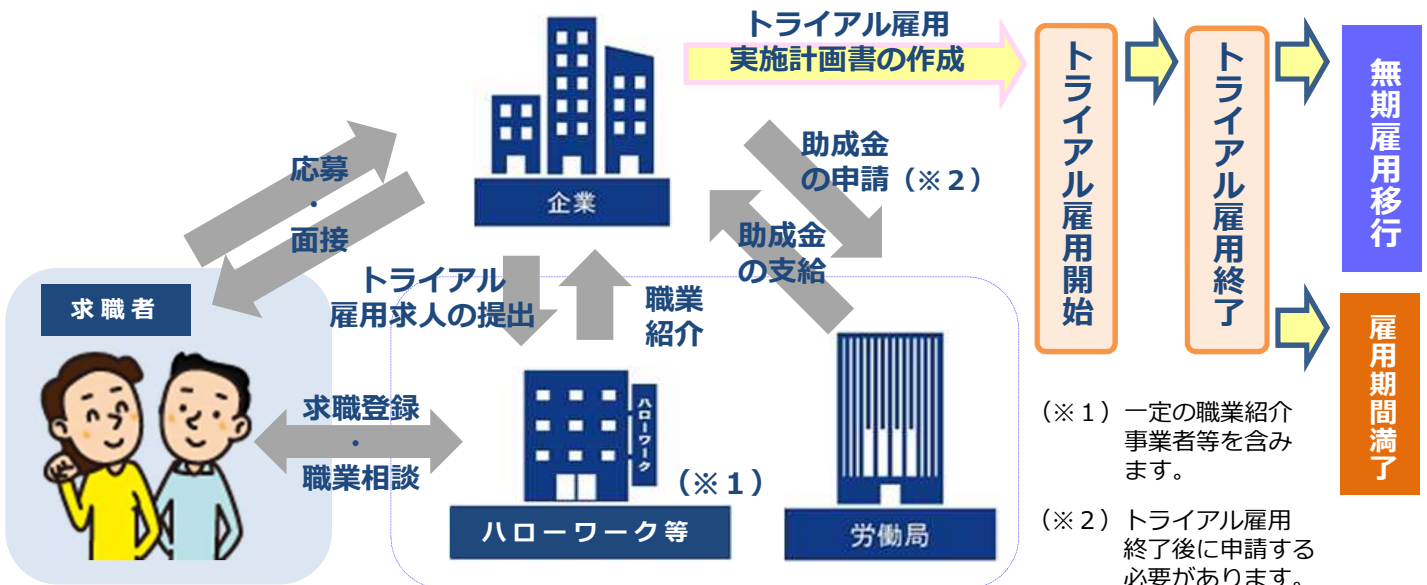 トライアル雇用
実施計画書の作成
トライアル雇用開始
トライアル雇用終了
無期雇用移行
雇用期間満了
企業
応募
・
面接
助成金
の申請（※２）
助成金
の支給
トライアル
雇用求人の提出
職業
紹介
求職者
求職登録
・
職業相談
ハローワーク
（※１）
ハローワーク等
労働局
（※１）一定の職業紹介
事業者等を含み
ます。
（※２）トライアル雇用
終了後に申請する
必要があります。